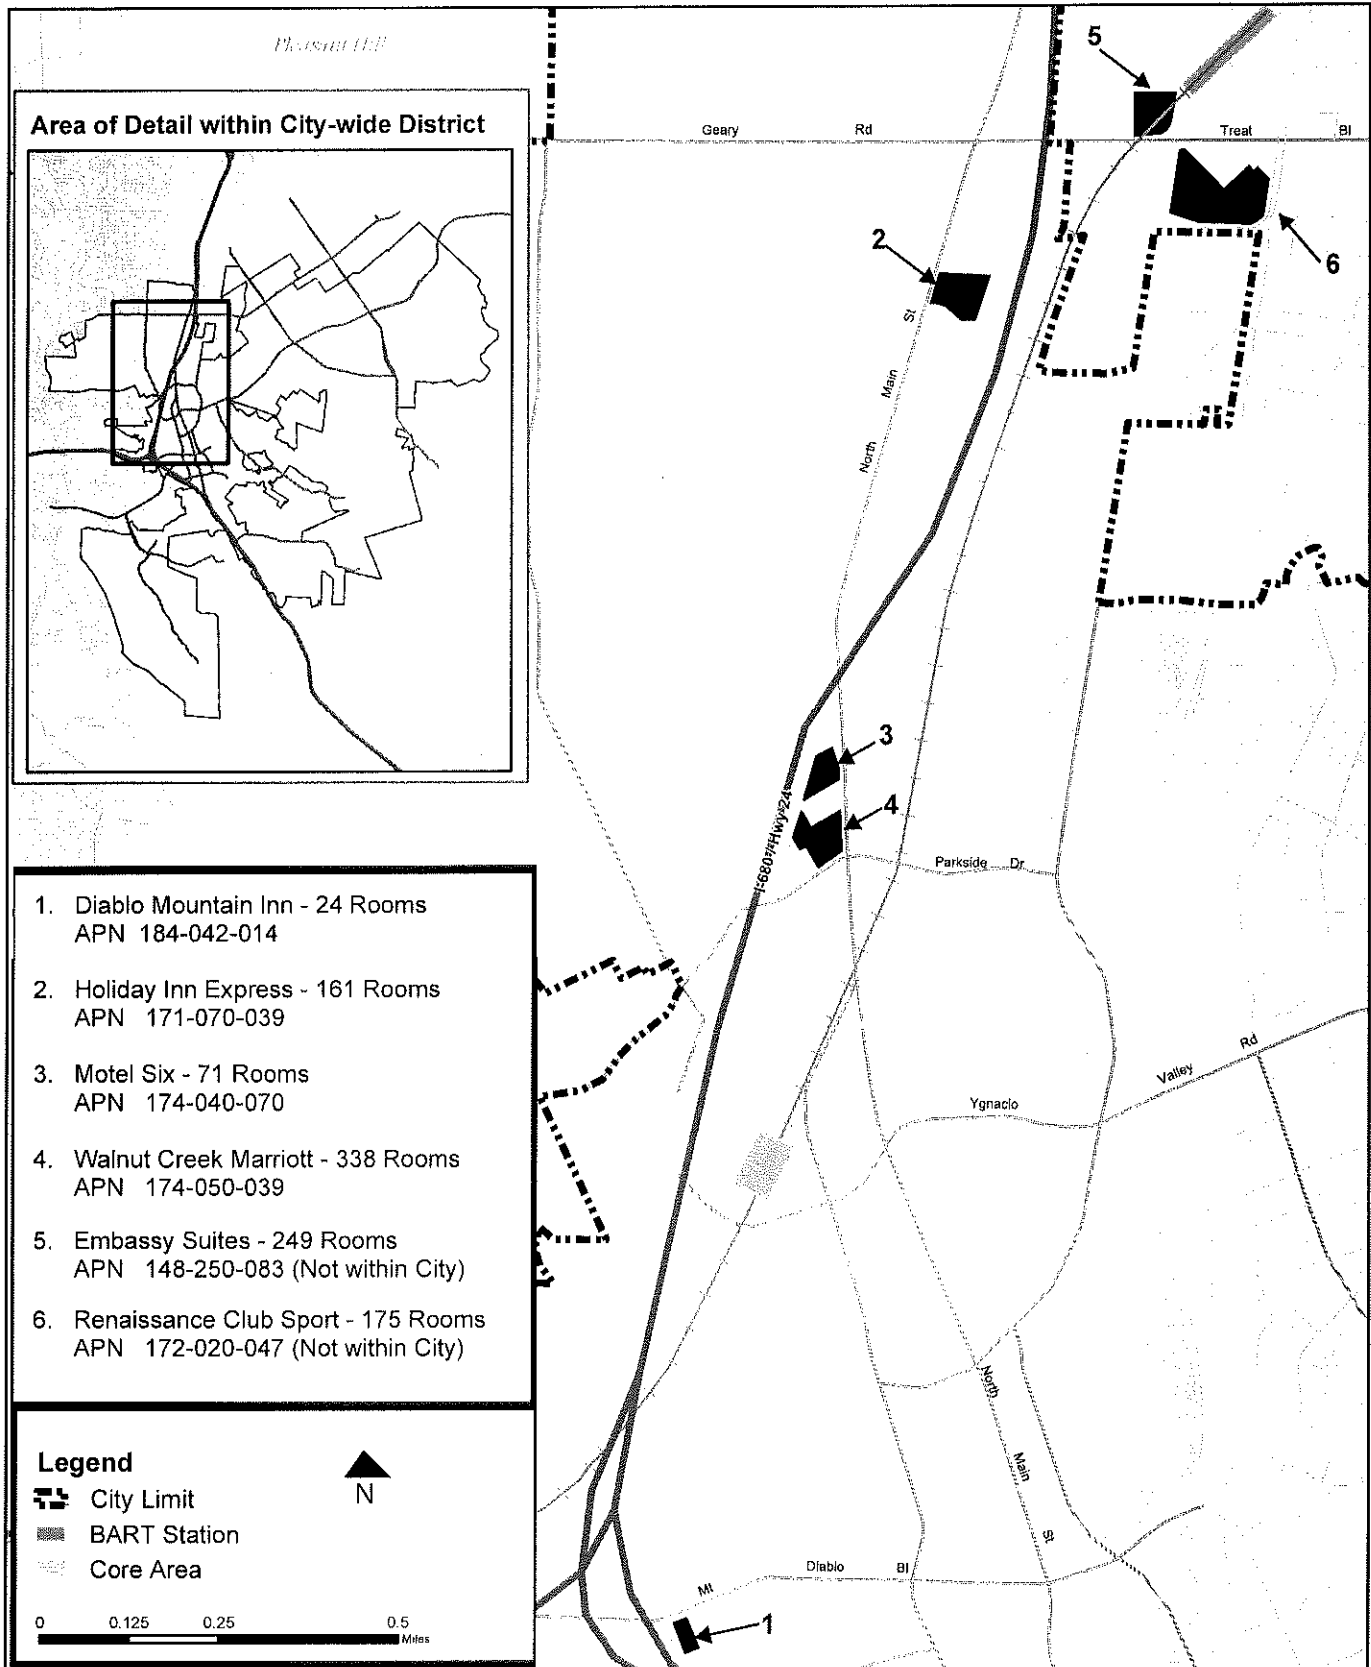 Pleasant Hill
Area of Detail within City-wide District
Geary Rd
Treat Bl
5
6
2
North Main St
3
4
I-680 / Hwy 24
Parkside Dr
Ygnacio Valley Rd
North Main St
Mt Diablo Bl
1
1. Diablo Mountain Inn - 24 Rooms
APN 184-042-014
2. Holiday Inn Express - 161 Rooms
APN 171-070-039
3. Motel Six - 71 Rooms
APN 174-040-070
4. Walnut Creek Marriott - 338 Rooms
APN 174-050-039
5. Embassy Suites - 249 Rooms
APN 148-250-083 (Not within City)
6. Renaissance Club Sport - 175 Rooms
APN 172-020-047 (Not within City)
Legend
N
City Limit
BART Station
Core Area
0 0.125 0.25 0.5
Miles